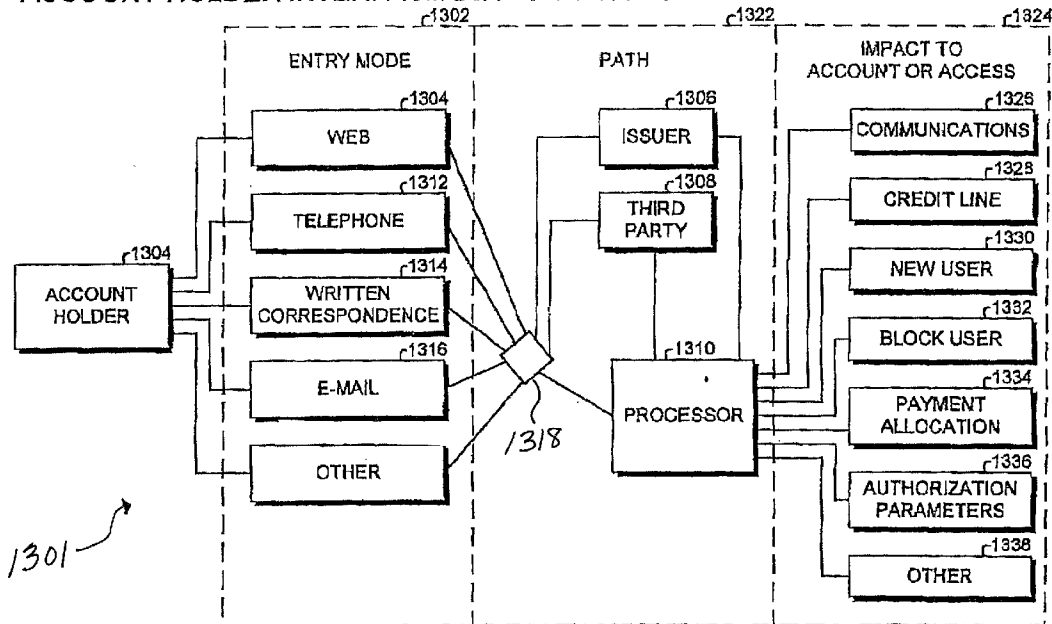 1302
1322
1324
ENTRY MODE
PATH
IMPACT TO
ACCOUNT OR ACCESS
1304
WEB
1306
ISSUER
1326
COMMUNICATIONS
1312
TELEPHONE
1308
THIRD
PARTY
1328
CREDIT LINE
1304
ACCOUNT
HOLDER
1314
WRITTEN
CORRESPONDENCE
1330
NEW USER
1316
E-MAIL
1318
1310
PROCESSOR
1332
BLOCK USER
1334
PAYMENT
ALLOCATION
OTHER
1336
AUTHORIZATION
PARAMETERS
1338
OTHER
1301